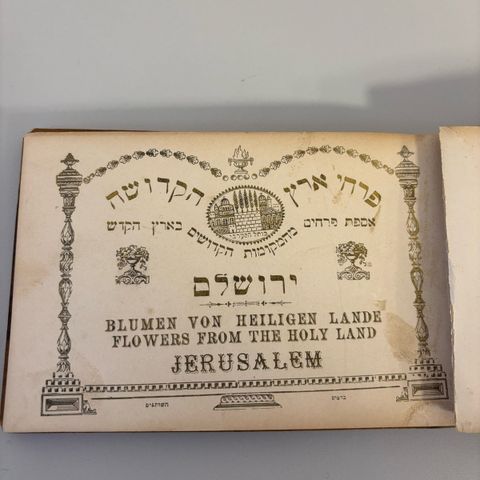 פרחי ארץ הקדושה
אספת פרחים מהמקומות הקדושים בארץ-הקדש
ירושלם
BLUMEN VON HEILIGEN LANDE
FLOWERS FROM THE HOLY LAND
JERUSALEM